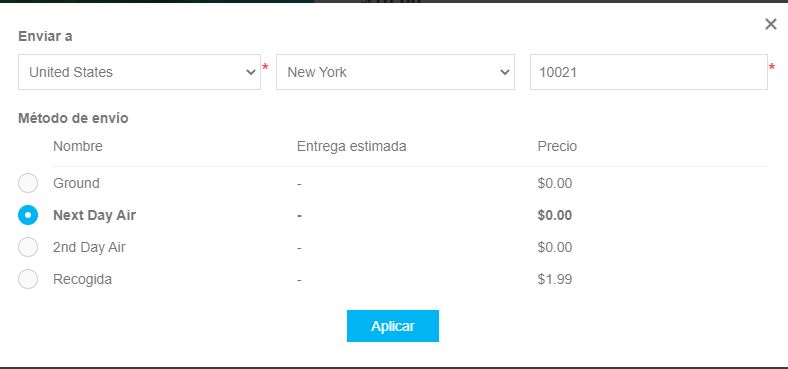 Enviar a
United States * New York 10021 *
Método de envío
Nombre Entrega estimada Precio
Ground - $0.00
Next Day Air - $0.00
2nd Day Air - $0.00
Recogida - $1.99
Aplicar